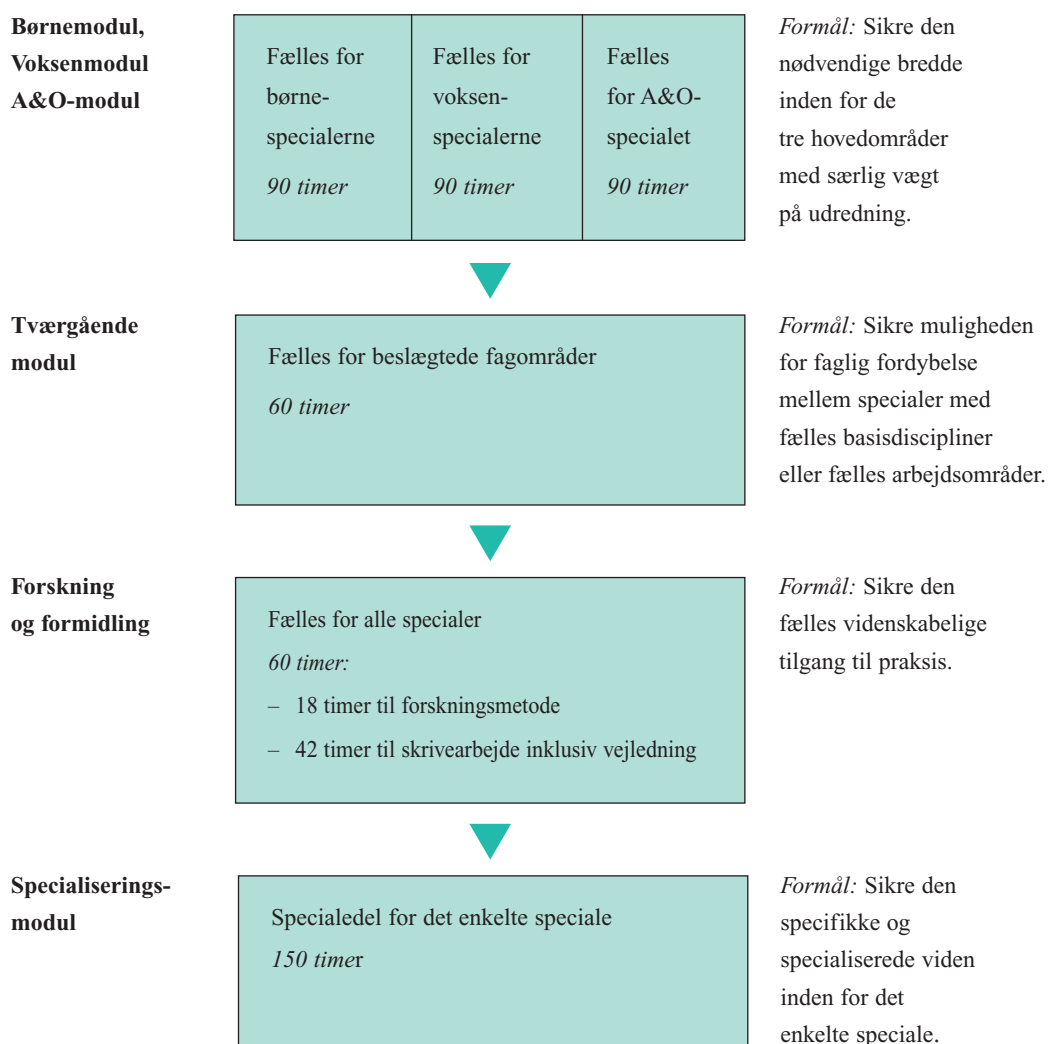 Børnemodul,
Voksenmodul
A&O-modul
Fælles for
børne-
specialerne
90 timer
Fælles for
voksen-
specialerne
90 timer
Fælles
for A&O-
specialet
90 timer
Formål: Sikre den
nødvendige bredde
inden for de
tre hovedområder
med særlig vægt
på udredning.
Tværgående
modul
Fælles for beslægtede fagområder
60 timer
Formål: Sikre muligheden
for faglig fordybelse
mellem specialer med
fælles basisdiscipliner
eller fælles arbejdsområder.
Forskning
og formidling
Fælles for alle specialer
60 timer:
– 18 timer til forskningsmetode
– 42 timer til skrivearbejde inklusiv vejledning
Formål: Sikre den
fælles videnskabelige
tilgang til praksis.
Specialiserings-
modul
Specialedel for det enkelte speciale
150 timer
Formål: Sikre den
specifikke og
specialiserede viden
inden for det
enkelte speciale.